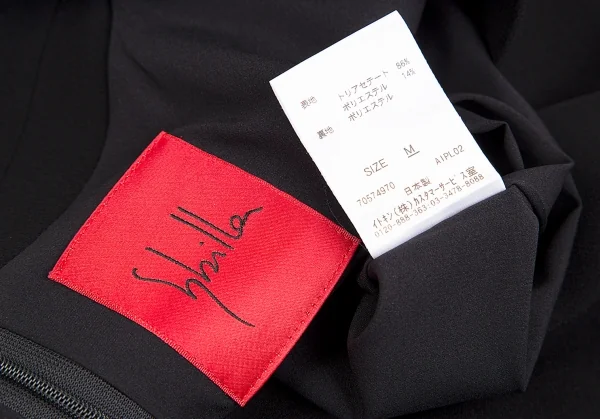 Sybilla
表地 トリアセテート 86%
ポリエステル 14%
裏地 ポリエステル
SIZE M
70574970 日本製 A1PL02
イトキン(株)カスタマーサービス室
0120-888-363,03-3478-8088